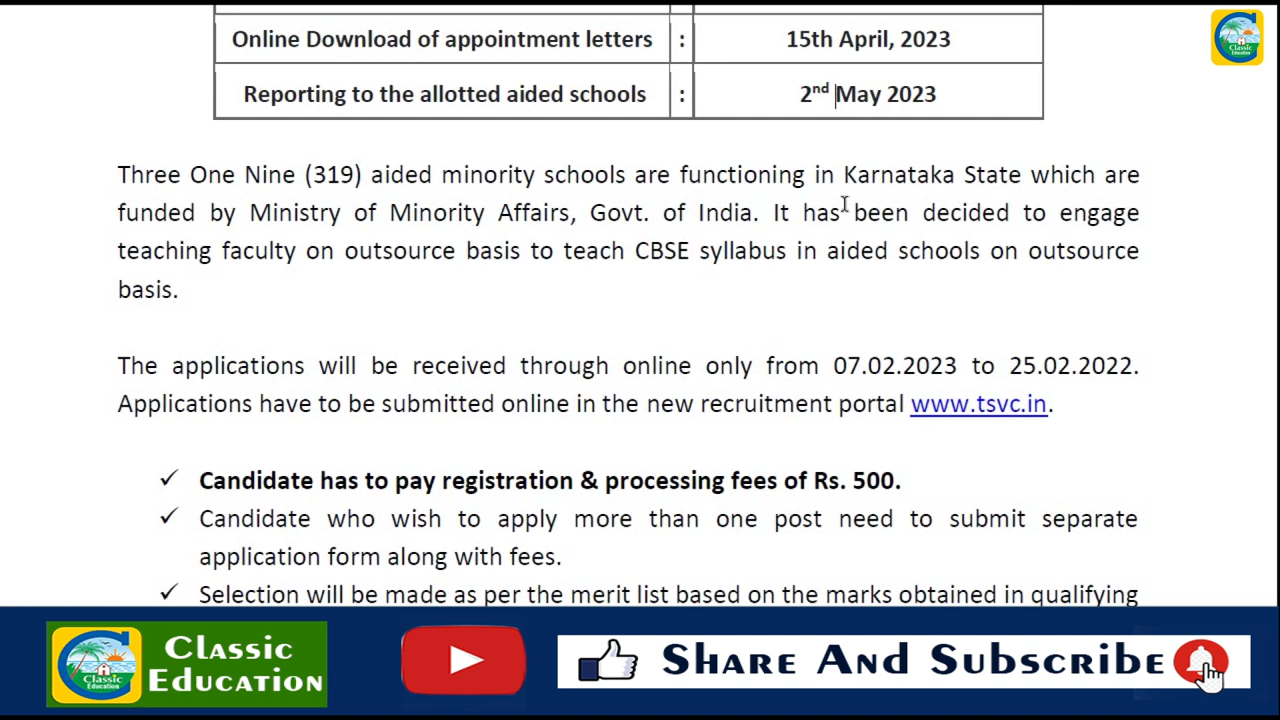 Classic
Education
Online Download of appointment letters : 15th April, 2023
Reporting to the allotted aided schools : 2nd May 2023
Three One Nine (319) aided minority schools are functioning in Karnataka State which are
funded by Ministry of Minority Affairs, Govt. of India. It has been decided to engage
teaching faculty on outsource basis to teach CBSE syllabus in aided schools on outsource
basis.
The applications will be received through online only from 07.02.2023 to 25.02.2022.
Applications have to be submitted online in the new recruitment portal www.tsvc.in.
✓ Candidate has to pay registration & processing fees of Rs. 500.
✓ Candidate who wish to apply more than one post need to submit separate
application form along with fees.
✓ Selection will be made as per the merit list based on the marks obtained in qualifying
Classic
Education
Classic
Education
Share And Subscribe